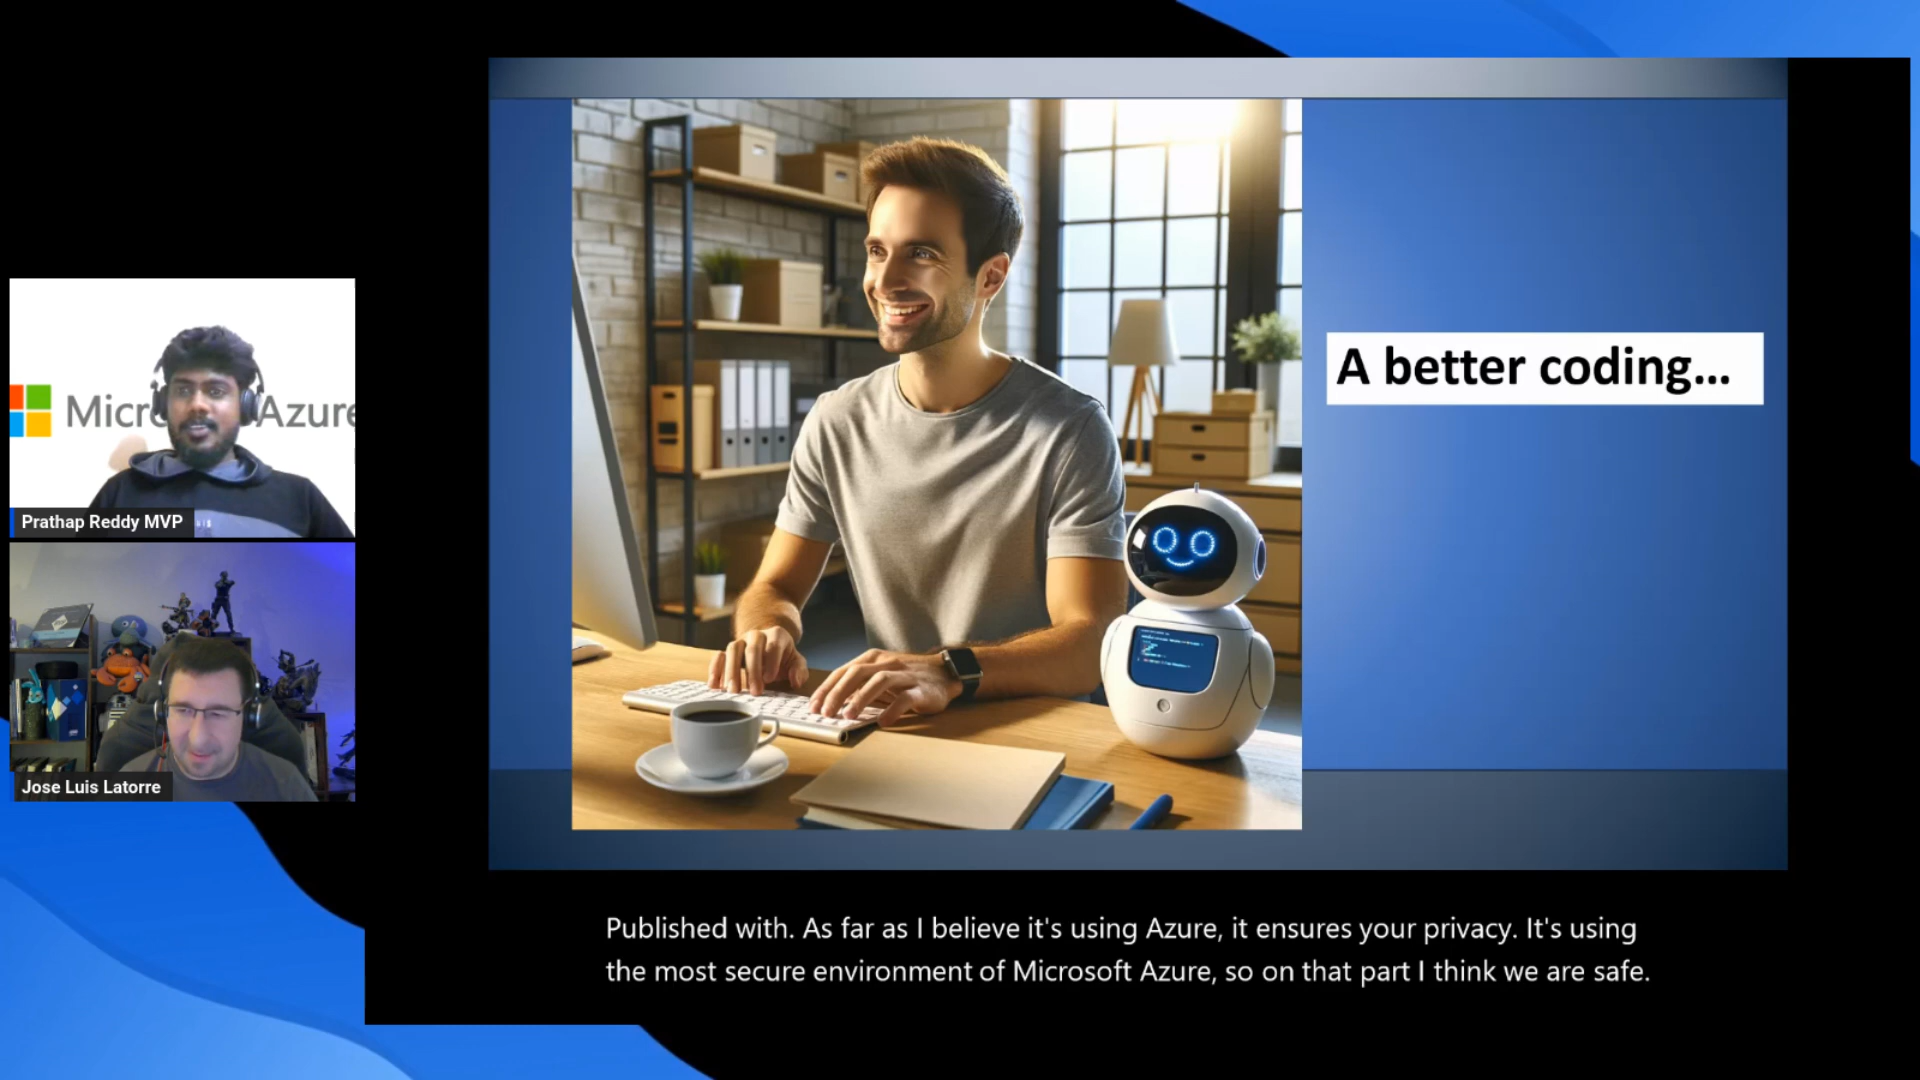 Micr Azure
Prathap Reddy MVP
Jose Luis Latorre
A better coding...
Published with. As far as I believe it's using Azure, it ensures your privacy. It's using
the most secure environment of Microsoft Azure, so on that part I think we are safe.